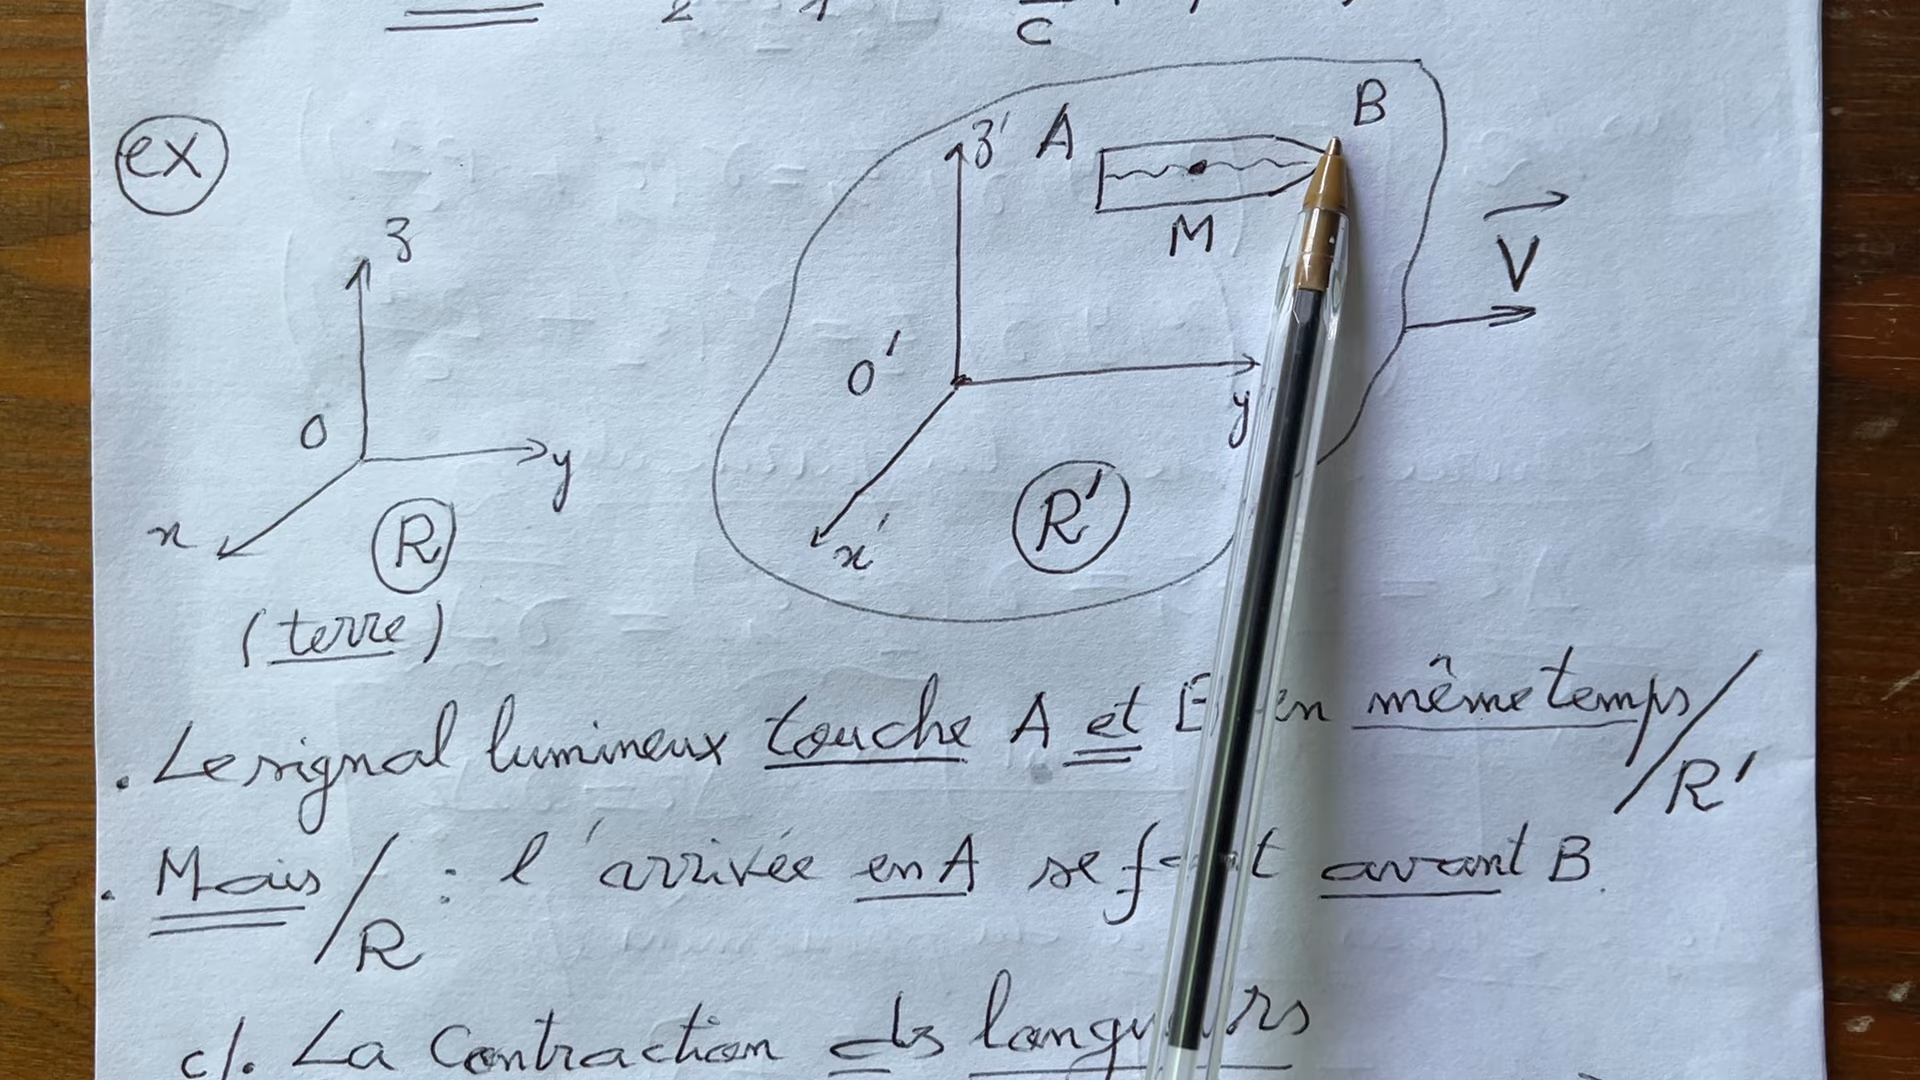 C
ex
z
O
y
x
R
(terre)
z'
A
B
M
O'
y
x'
R'
V
. Le signal lumineux touche A et B en même temps / R'
. Mais / R : l'arrivée en A se fait avant B.
c/. La Contraction des longueurs